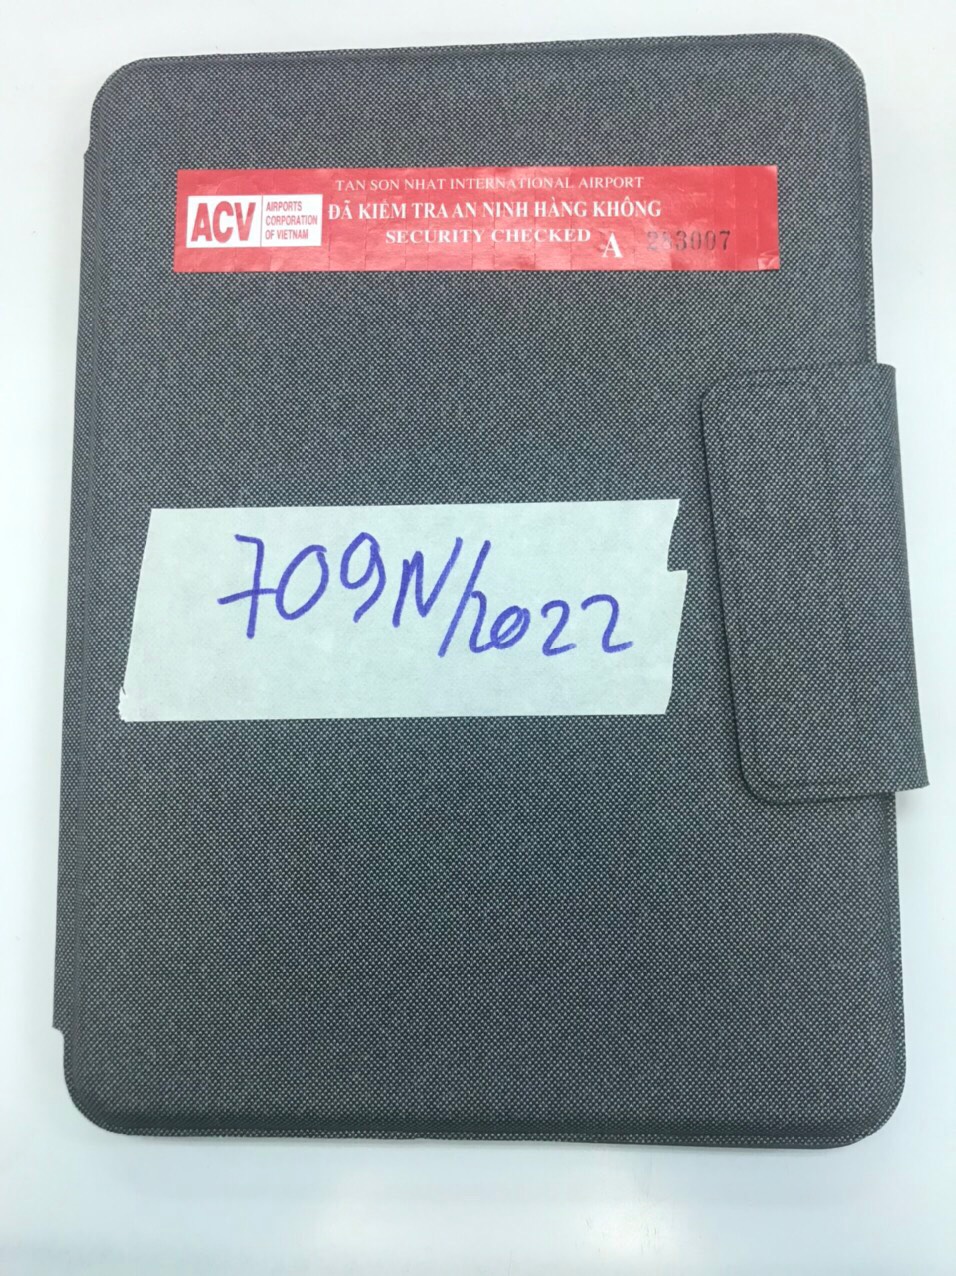 TAN SON NHAT INTERNATIONAL AIRPORT
ACV
AIRPORTS
CORPORATION
OF VIETNAM
ĐÃ KIỂM TRA AN NINH HÀNG KHÔNG
SECURITY CHECKED A 283007
709N/2022